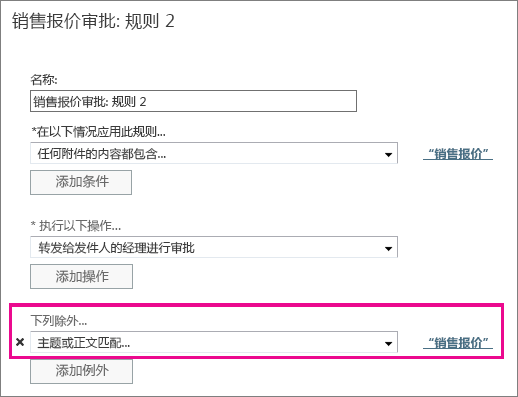 销售报价审批: 规则 2
名称:
销售报价审批: 规则 2
*在以下情况应用此规则...
任何附件的内容都包含... “销售报价”
添加条件
* 执行以下操作...
转发给发件人的经理进行审批
添加操作
下列除外...
主题或正文匹配... “销售报价”
添加例外